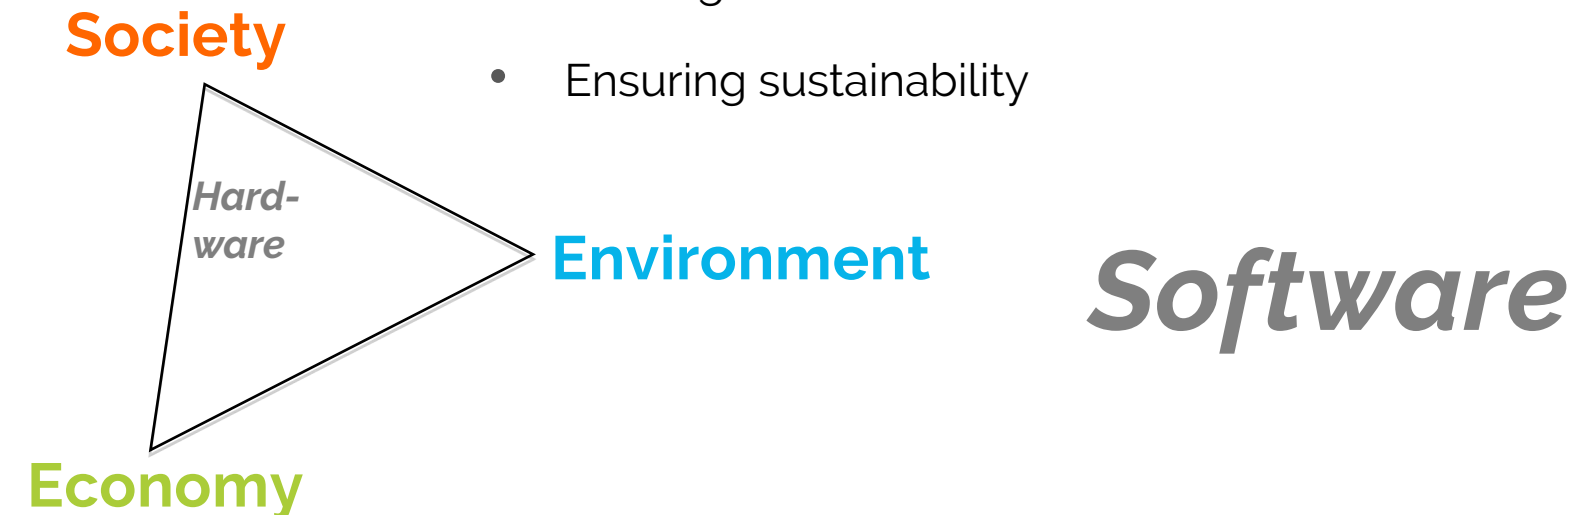 Society
• Ensuring sustainability
Hard-
ware
Environment
Software
Economy